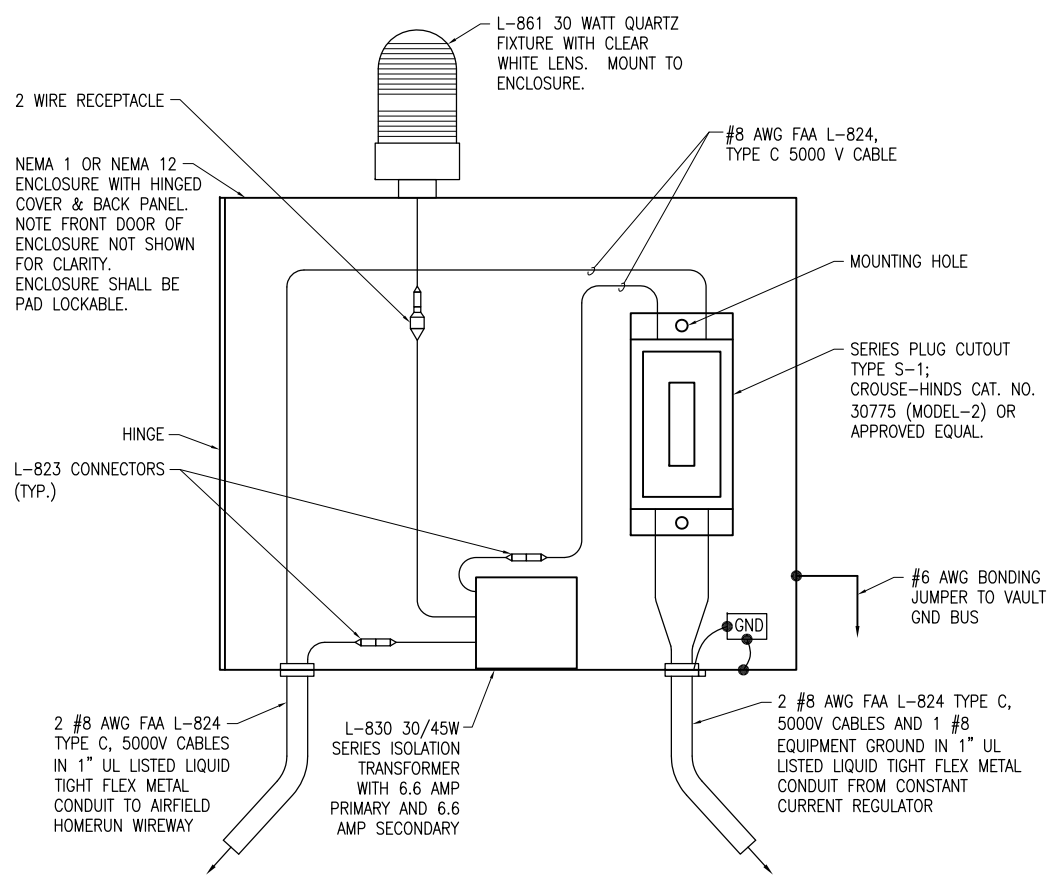 L-861 30 WATT QUARTZ
FIXTURE WITH CLEAR
WHITE LENS. MOUNT TO
ENCLOSURE.
2 WIRE RECEPTACLE
#8 AWG FAA L-824,
TYPE C 5000 V CABLE
NEMA 1 OR NEMA 12
ENCLOSURE WITH HINGED
COVER & BACK PANEL.
NOTE FRONT DOOR OF
ENCLOSURE NOT SHOWN
FOR CLARITY.
ENCLOSURE SHALL BE
PAD LOCKABLE.
MOUNTING HOLE
SERIES PLUG CUTOUT
TYPE S-1;
CROUSE-HINDS CAT. NO.
30775 (MODEL-2) OR
APPROVED EQUAL.
HINGE
L-823 CONNECTORS
(TYP.)
#6 AWG BONDING
JUMPER TO VAULT
GND BUS
GND
2 #8 AWG FAA L-824
TYPE C, 5000V CABLES
IN 1" UL LISTED LIQUID
TIGHT FLEX METAL
CONDUIT TO AIRFIELD
HOMERUN WIREWAY
L-830 30/45W
SERIES ISOLATION
TRANSFORMER
WITH 6.6 AMP
PRIMARY AND 6.6
AMP SECONDARY
2 #8 AWG FAA L-824 TYPE C,
5000V CABLES AND 1 #8
EQUIPMENT GROUND IN 1" UL
LISTED LIQUID TIGHT FLEX METAL
CONDUIT FROM CONSTANT
CURRENT REGULATOR